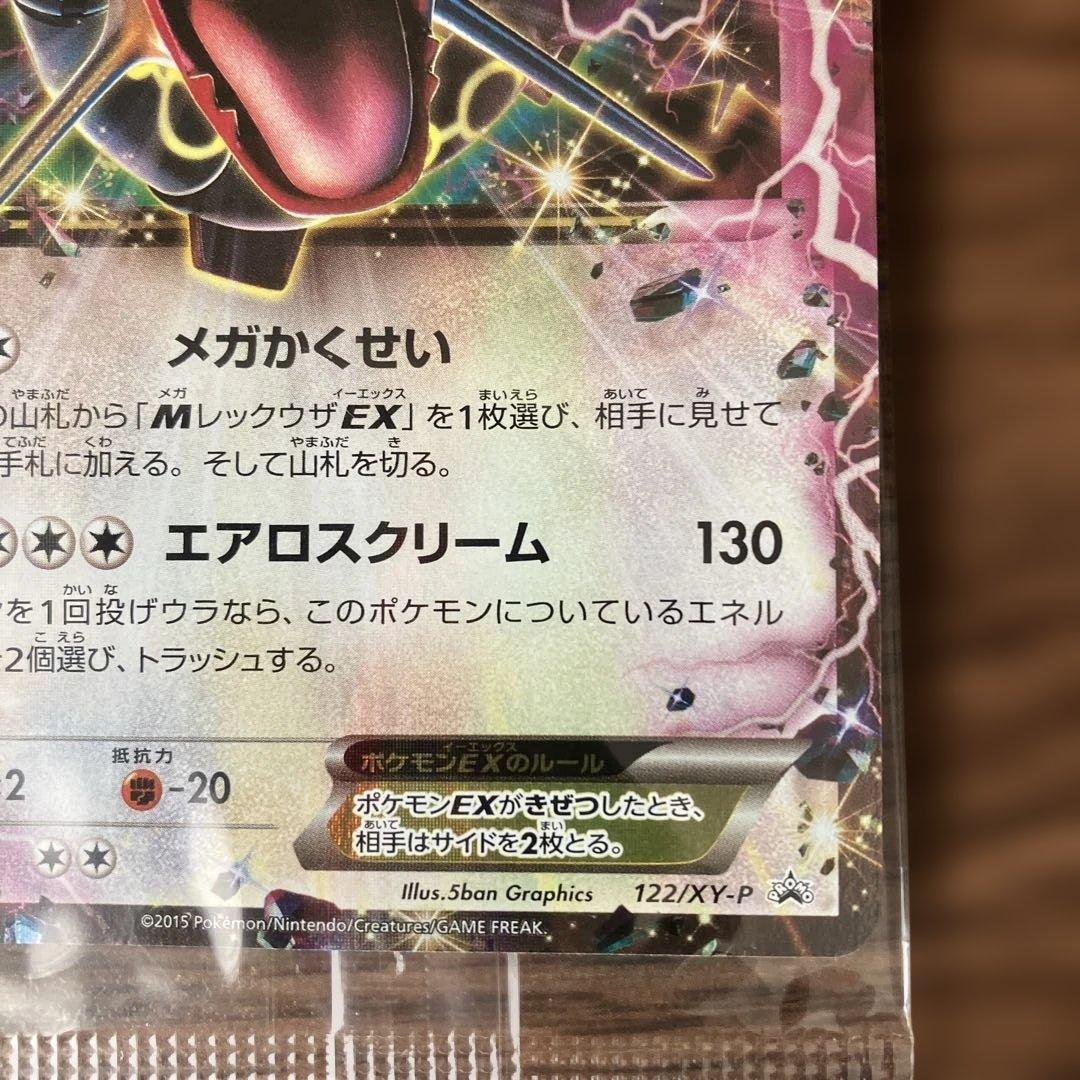 メガかくせい
山札から「MレックウザEX」を1枚選び、相手に見せて
手札に加える。そして山札を切る。
エアロスクリーム 130
を1回投げウラなら、このポケモンについているエネル
2個選び、トラッシュする。
抵抗力
2 -20
ポケモンEXのルール
ポケモンEXがきぜつしたとき、
相手はサイドを2枚とる。
Illus.5ban Graphics 122/XY-P
©2015 Pokémon/Nintendo/Creatures/GAME FREAK.